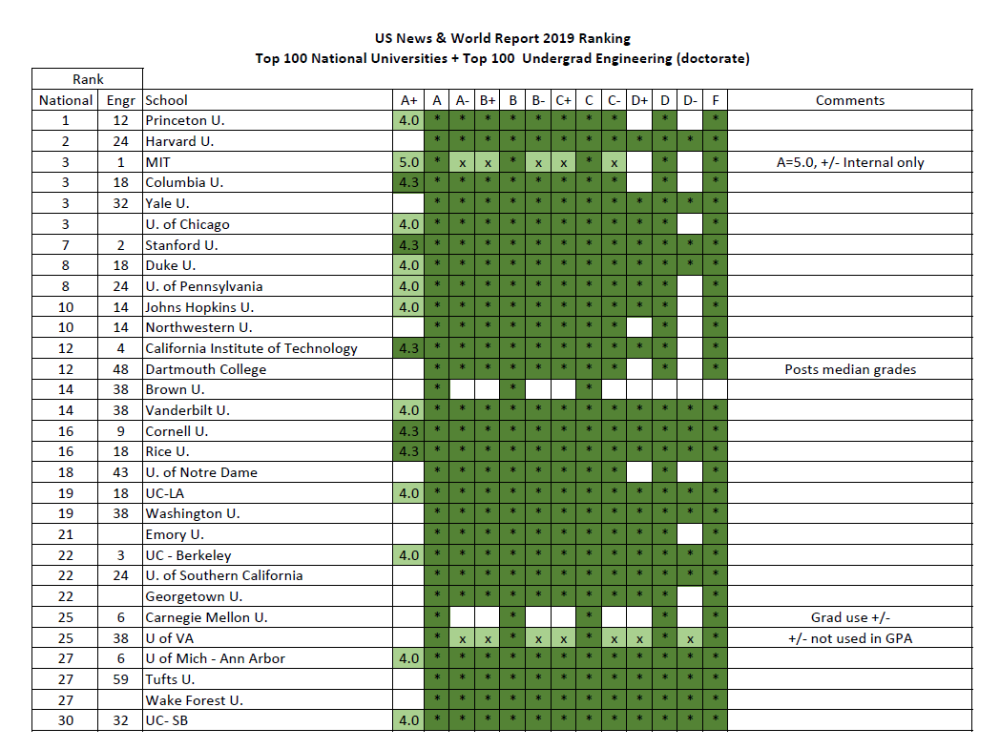 US News & World Report 2019 Ranking
Top 100 National Universities + Top 100 Undergrad Engineering (doctorate)
Rank
National Engr School A+ A A- B+ B B- C+ C C- D+ D D- F Comments
1 12 Princeton U. 4.0 * * * * * * * * * *
2 24 Harvard U. * * * * * * * * * * * *
3 1 MIT 5.0 * x x * x x * x * * A=5.0, +/- Internal only
3 18 Columbia U. 4.3 * * * * * * * * * *
3 32 Yale U. * * * * * * * * * * * *
3 U. of Chicago 4.0 * * * * * * * * * * *
7 2 Stanford U. 4.3 * * * * * * * * * * * *
8 18 Duke U. 4.0 * * * * * * * * * * * *
8 24 U. of Pennsylvania 4.0 * * * * * * * * * * *
10 14 Johns Hopkins U. 4.0 * * * * * * * * * * *
10 14 Northwestern U. * * * * * * * * * *
12 4 California Institute of Technology 4.3 * * * * * * * * * * *
12 48 Dartmouth College * * * * * * * * * * Posts median grades
14 38 Brown U. * * *
14 38 Vanderbilt U. 4.0 * * * * * * * * * * * *
16 9 Cornell U. 4.3 * * * * * * * * * * * *
16 18 Rice U. 4.3 * * * * * * * * * * * *
18 43 U. of Notre Dame * * * * * * * * * *
19 18 UC-LA 4.0 * * * * * * * * * * * *
19 38 Washington U. * * * * * * * * * * * *
21 Emory U. * * * * * * * * * * *
22 3 UC - Berkeley 4.0 * * * * * * * * * * * *
22 24 U. of Southern California * * * * * * * * * * * *
22 Georgetown U. * * * * * * * * * * *
25 6 Carnegie Mellon U. * * * * * Grad use +/-
25 38 U of VA * x x * x x * x x * x * +/- not used in GPA
27 6 U of Mich - Ann Arbor 4.0 * * * * * * * * * * * *
27 59 Tufts U. * * * * * * * * * * * *
27 Wake Forest U. * * * * * * * * * * * *
30 32 UC- SB 4.0 * * * * * * * * * * * *